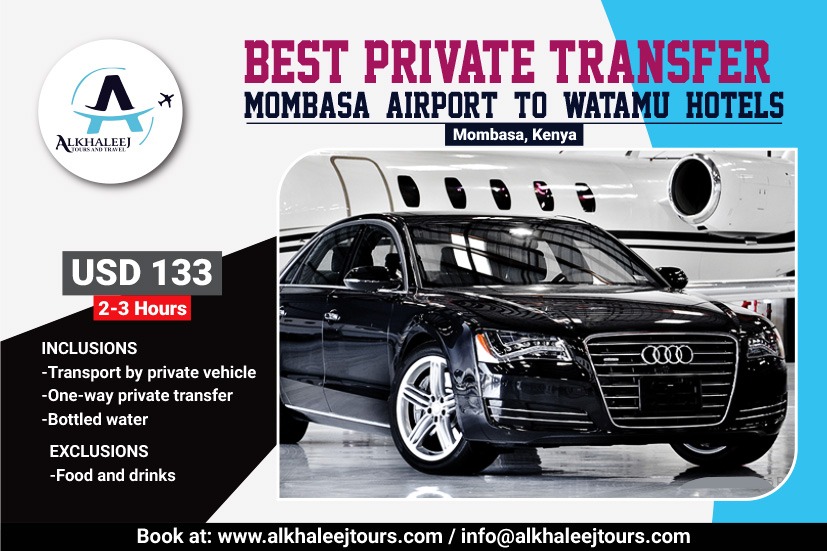 ALKHALEEJ
TOURS AND TRAVEL
BEST PRIVATE TRANSFER
MOMBASA AIRPORT TO WATAMU HOTELS
Mombasa, Kenya
USD 133
2-3 Hours
INCLUSIONS
-Transport by private vehicle
-One-way private transfer
-Bottled water
EXCLUSIONS
-Food and drinks
Book at: www.alkhaleejtours.com / info@alkhaleejtours.com